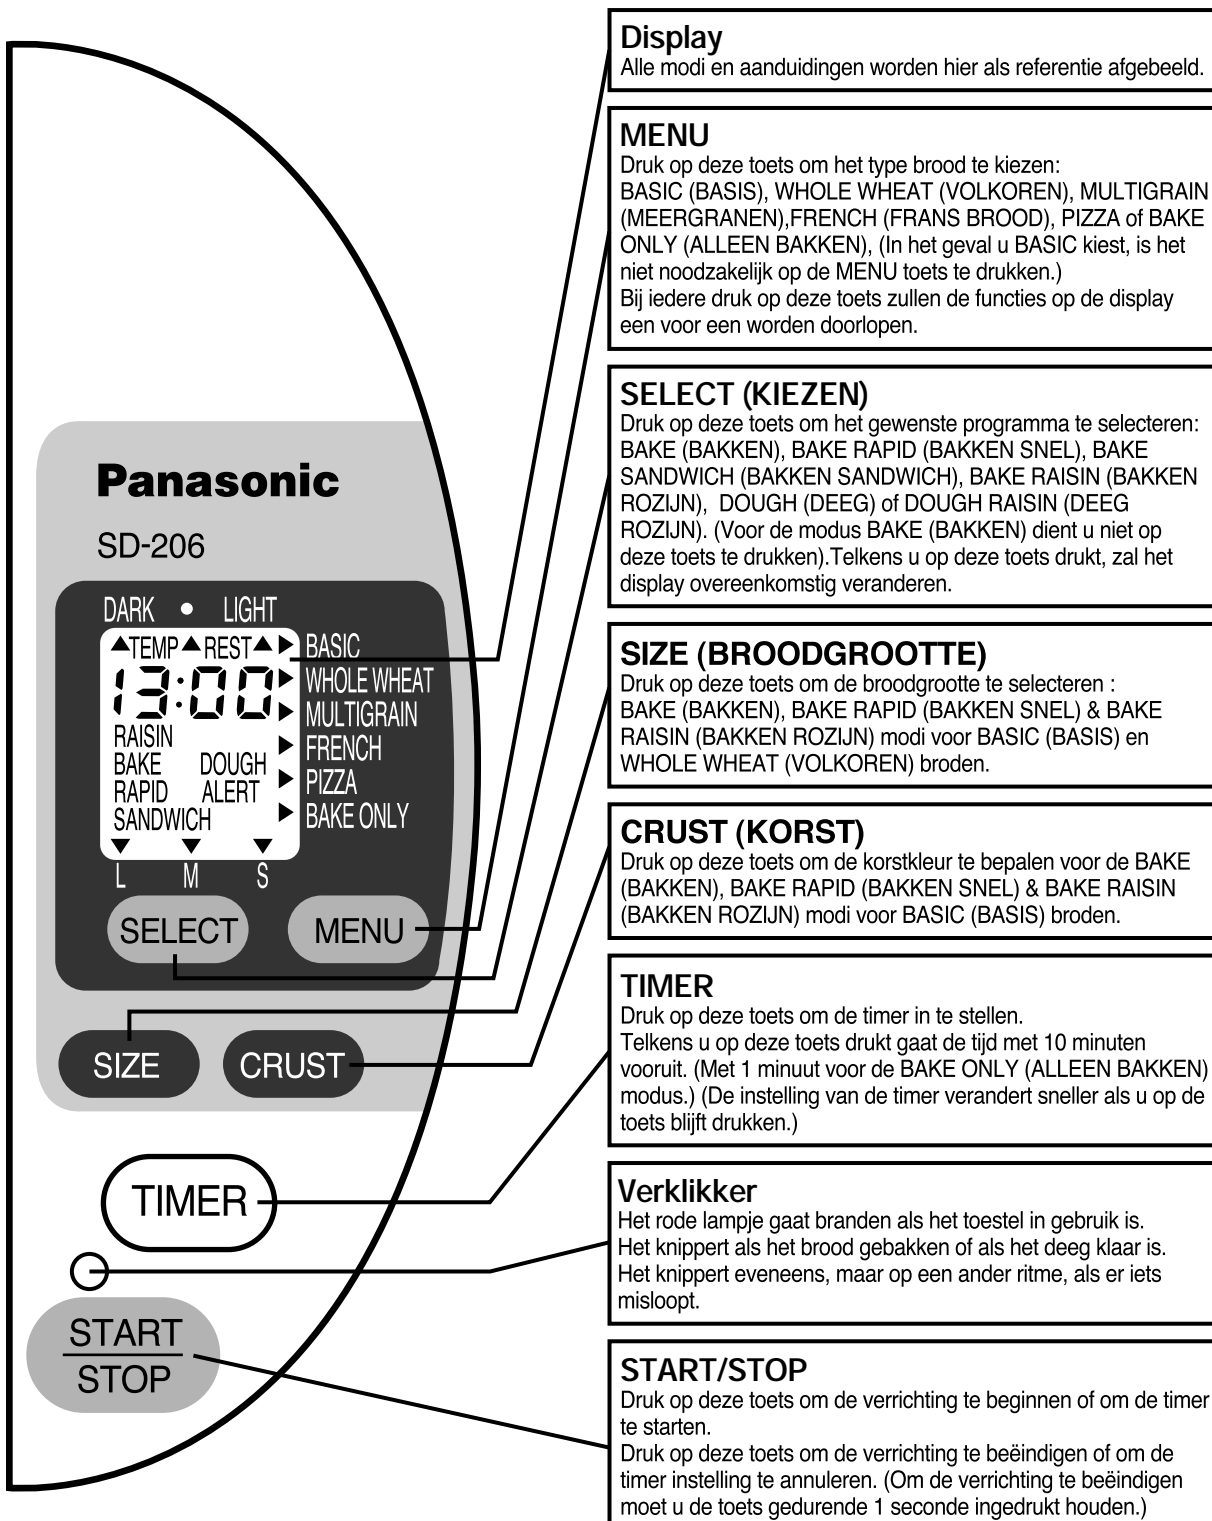 Display
Alle modi en aanduidingen worden hier als referentie afgebeeld.
MENU
Druk op deze toets om het type brood te kiezen:
BASIC (BASIS), WHOLE WHEAT (VOLKOREN), MULTIGRAIN
(MEERGRANEN),FRENCH (FRANS BROOD), PIZZA of BAKE
ONLY (ALLEEN BAKKEN), (In het geval u BASIC kiest, is het
niet noodzakelijk op de MENU toets te drukken.)
Bij iedere druk op deze toets zullen de functies op de display
een voor een worden doorlopen.
SELECT (KIEZEN)
Druk op deze toets om het gewenste programma te selecteren:
BAKE (BAKKEN), BAKE RAPID (BAKKEN SNEL), BAKE
SANDWICH (BAKKEN SANDWICH), BAKE RAISIN (BAKKEN
ROZIJN), DOUGH (DEEG) of DOUGH RAISIN (DEEG
ROZIJN). (Voor de modus BAKE (BAKKEN) dient u niet op
deze toets te drukken).Telkens u op deze toets drukt, zal het
display overeenkomstig veranderen.
SIZE (BROODGROOTTE)
Druk op deze toets om de broodgrootte te selecteren :
BAKE (BAKKEN), BAKE RAPID (BAKKEN SNEL) & BAKE
RAISIN (BAKKEN ROZIJN) modi voor BASIC (BASIS) en
WHOLE WHEAT (VOLKOREN) broden.
CRUST (KORST)
Druk op deze toets om de korstkleur te bepalen voor de BAKE
(BAKKEN), BAKE RAPID (BAKKEN SNEL) & BAKE RAISIN
(BAKKEN ROZIJN) modi voor BASIC (BASIS) broden.
TIMER
Druk op deze toets om de timer in te stellen.
Telkens u op deze toets drukt gaat de tijd met 10 minuten
vooruit. (Met 1 minuut voor de BAKE ONLY (ALLEEN BAKKEN)
modus.) (De instelling van de timer verandert sneller als u op de
toets blijft drukken.)
Verklikker
Het rode lampje gaat branden als het toestel in gebruik is.
Het knippert als het brood gebakken of als het deeg klaar is.
Het knippert eveneens, maar op een ander ritme, als er iets
misloopt.
START/STOP
Druk op deze toets om de verrichting te beginnen of om de timer
te starten.
Druk op deze toets om de verrichting te beëindigen of om de
timer instelling te annuleren. (Om de verrichting te beëindigen
moet u de toets gedurende 1 seconde ingedrukt houden.)
Panasonic
SD-206
DARK • LIGHT
▲TEMP▲REST▲ ▶ BASIC
13:00
▶ WHOLE WHEAT
▶ MULTIGRAIN
RAISIN
▶ FRENCH
BAKE DOUGH
▶ PIZZA
RAPID ALERT
▶ BAKE ONLY
SANDWICH
▼ ▼ ▼
L M S
SELECT MENU
SIZE CRUST
TIMER
START
STOP